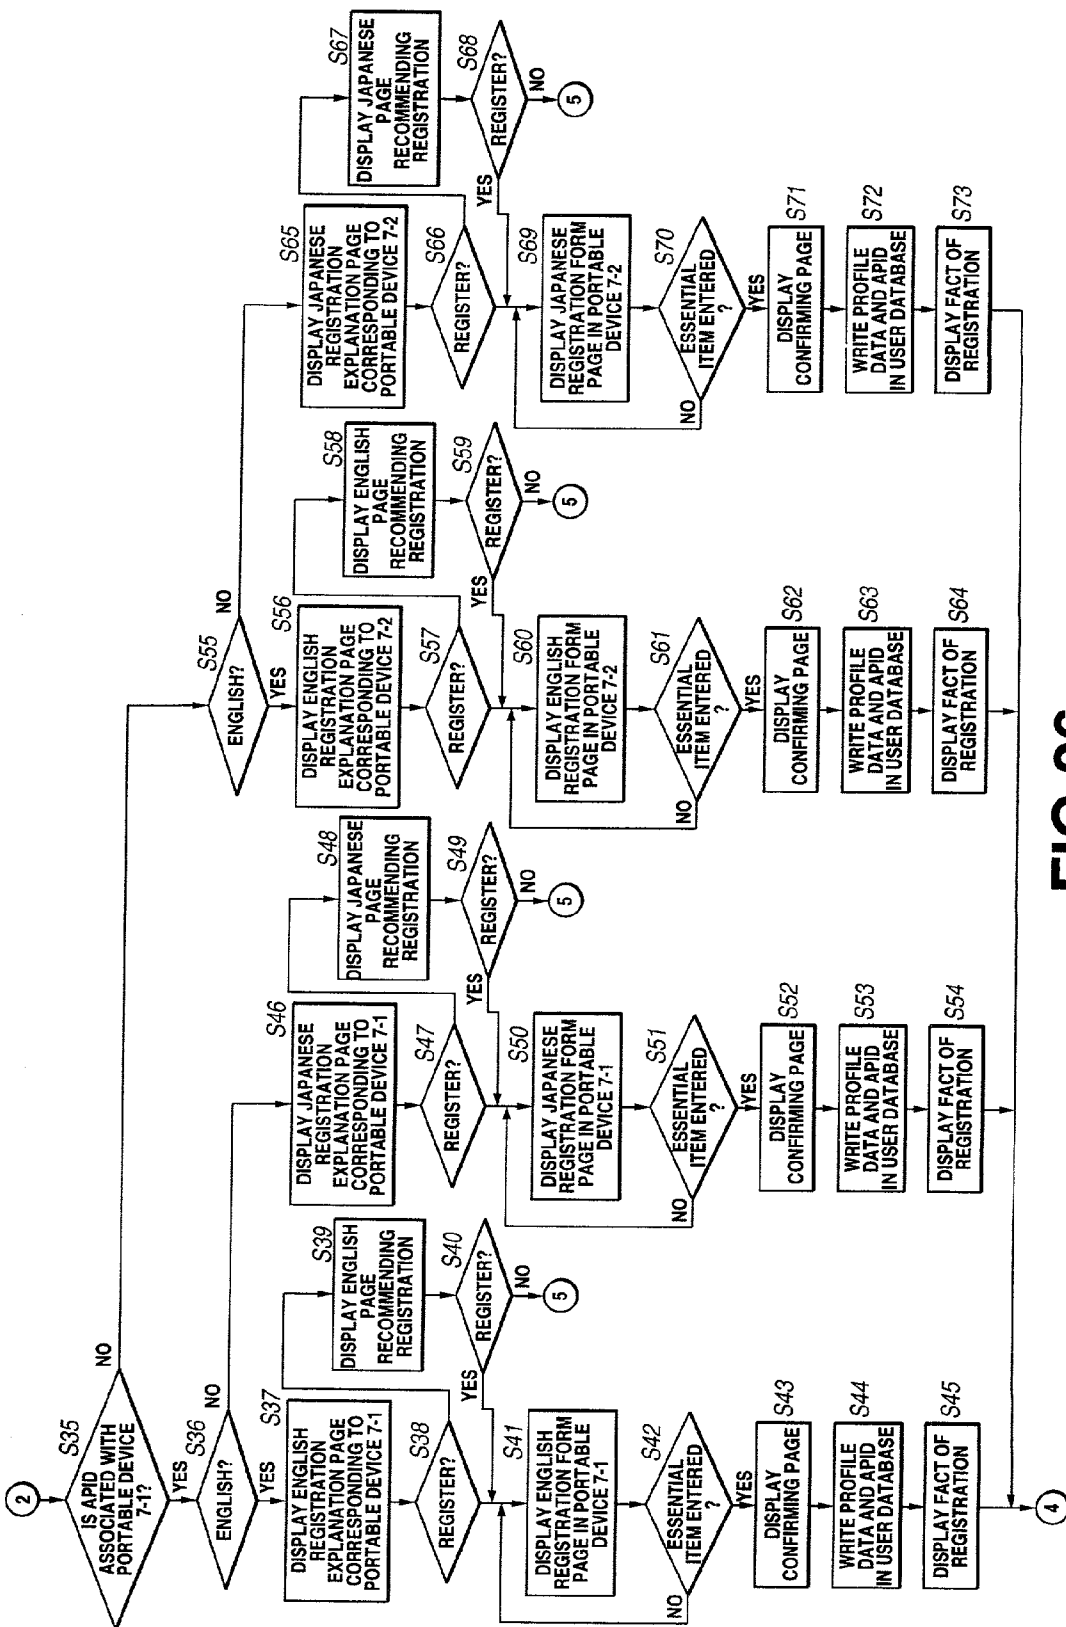 2
S35
IS APID
ASSOCIATED WITH
PORTABLE DEVICE
7-1?
NO
YES
S36
ENGLISH?
NO
YES
S37
DISPLAY ENGLISH
REGISTRATION
EXPLANATION PAGE
CORRESPONDING TO
PORTABLE DEVICE 7-1
S38
REGISTER?
S39
DISPLAY ENGLISH
PAGE
RECOMMENDING
REGISTRATION
S40
REGISTER?
YES
NO
5
S41
DISPLAY ENGLISH
REGISTRATION FORM
PAGE IN PORTABLE
DEVICE 7-1
S42
ESSENTIAL
ITEM ENTERED
?
NO
YES
S43
DISPLAY
CONFIRMING PAGE
S44
WRITE PROFILE
DATA AND APID
IN USER DATABASE
S45
DISPLAY FACT OF
REGISTRATION
4
S46
DISPLAY JAPANESE
REGISTRATION
EXPLANATION PAGE
CORRESPONDING TO
PORTABLE DEVICE 7-1
S47
REGISTER?
S48
DISPLAY JAPANESE
PAGE
RECOMMENDING
REGISTRATION
S49
REGISTER?
YES
NO
5
S50
DISPLAY JAPANESE
REGISTRATION FORM
PAGE IN PORTABLE
DEVICE 7-1
S51
ESSENTIAL
ITEM ENTERED
?
NO
YES
S52
DISPLAY
CONFIRMING PAGE
S53
WRITE PROFILE
DATA AND APID
IN USER DATABASE
S54
DISPLAY FACT OF
REGISTRATION
S55
ENGLISH?
NO
YES
S56
DISPLAY ENGLISH
REGISTRATION
EXPLANATION PAGE
CORRESPONDING TO
PORTABLE DEVICE 7-2
S57
REGISTER?
S58
DISPLAY ENGLISH
PAGE
RECOMMENDING
REGISTRATION
S59
REGISTER?
YES
NO
5
S60
DISPLAY ENGLISH
REGISTRATION FORM
PAGE IN PORTABLE
DEVICE 7-2
S61
ESSENTIAL
ITEM ENTERED
?
NO
YES
S62
DISPLAY
CONFIRMING PAGE
S63
WRITE PROFILE
DATA AND APID
IN USER DATABASE
S64
DISPLAY FACT OF
REGISTRATION
S65
DISPLAY JAPANESE
REGISTRATION
EXPLANATION PAGE
CORRESPONDING TO
PORTABLE DEVICE 7-2
S66
REGISTER?
S67
DISPLAY JAPANESE
PAGE
RECOMMENDING
REGISTRATION
S68
REGISTER?
YES
NO
5
S69
DISPLAY JAPANESE
REGISTRATION FORM
PAGE IN PORTABLE
DEVICE 7-2
S70
ESSENTIAL
ITEM ENTERED
?
NO
YES
S71
DISPLAY
CONFIRMING PAGE
S72
WRITE PROFILE
DATA AND APID
IN USER DATABASE
S73
DISPLAY FACT OF
REGISTRATION